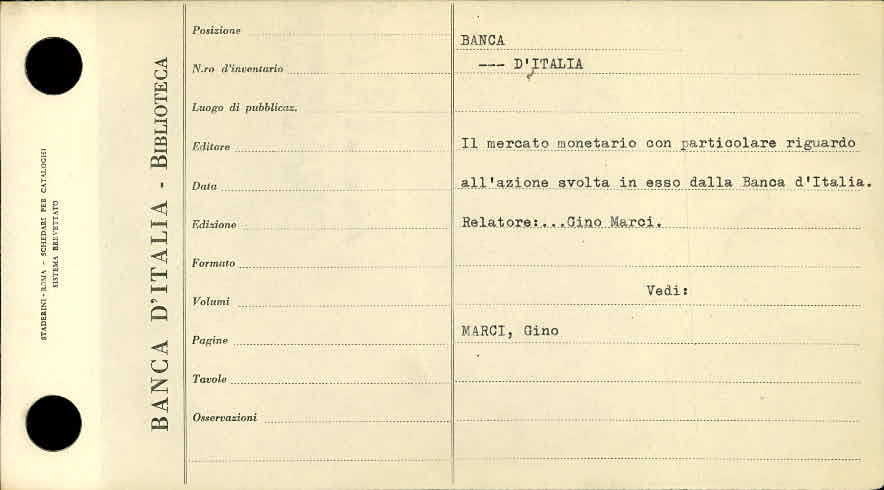 STADERINI - ROMA - SCHEDARI PER CATALOGHI
SISTEMA BREVETTATO
BANCA D'ITALIA - BIBLIOTECA
Posizione
N.ro d'inventario
Luogo di pubblicaz.
Editore
Data
Edizione
Formato
Volumi
Pagine
Tavole
Osservazioni
BANCA
--- D'ITALIA
Il mercato monetario con particolare riguardo
all'azione svolta in esso dalla Banca d'Italia.
Relatore:...Gino Marci.
Vedi:
MARCI, Gino